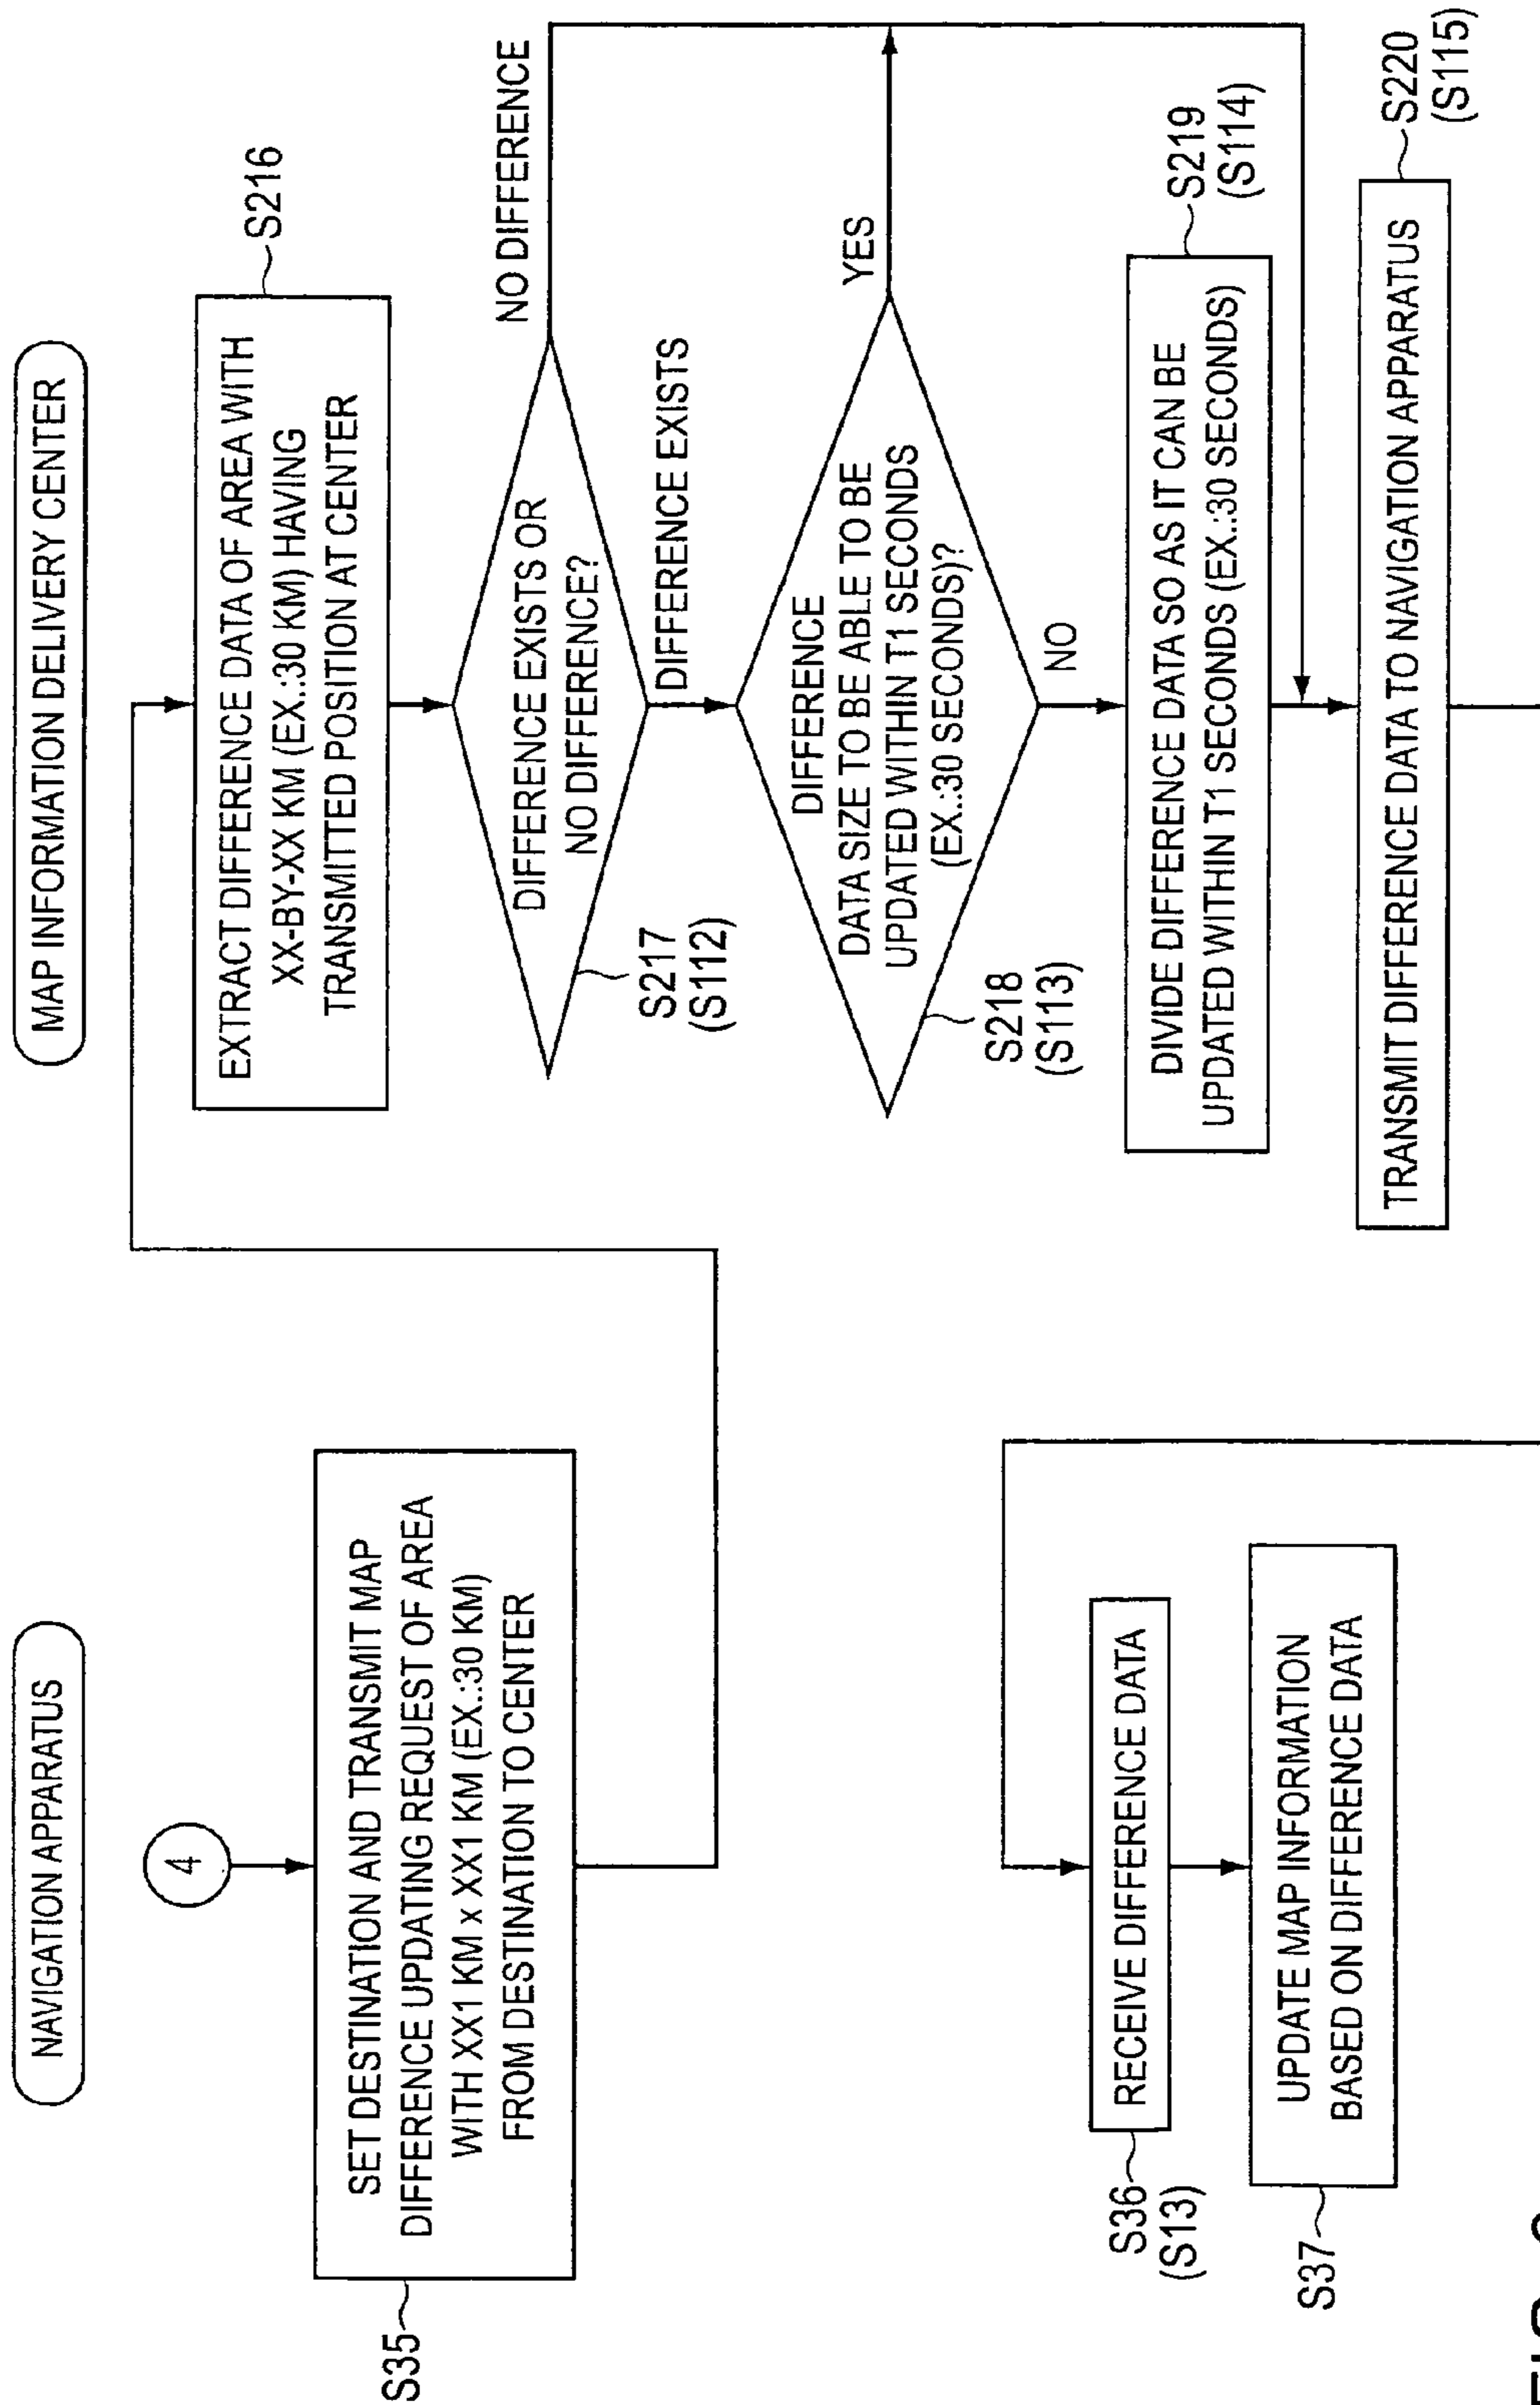 NAVIGATION APPARATUS
4
SET DESTINATION AND TRANSMIT MAP
DIFFERENCE UPDATING REQUEST OF AREA
WITH XX1 KM x XX1 KM (EX.:30 KM)
FROM DESTINATION TO CENTER
S35
RECEIVE DIFFERENCE DATA
S36
(S13)
UPDATE MAP INFORMATION
BASED ON DIFFERENCE DATA
S37
MAP INFORMATION DELIVERY CENTER
EXTRACT DIFFERENCE DATA OF AREA WITH
XX-BY-XX KM (EX.:30 KM) HAVING
TRANSMITTED POSITION AT CENTER
S216
DIFFERENCE EXISTS OR
NO DIFFERENCE?
S217
(S112)
NO DIFFERENCE
DIFFERENCE EXISTS
DIFFERENCE
DATA SIZE TO BE ABLE TO BE
UPDATED WITHIN T1 SECONDS
(EX.:30 SECONDS)?
S218
(S113)
YES
NO
DIVIDE DIFFERENCE DATA SO AS IT CAN BE
UPDATED WITHIN T1 SECONDS (EX.:30 SECONDS)
S219
(S114)
TRANSMIT DIFFERENCE DATA TO NAVIGATION APPARATUS
S220
(S115)